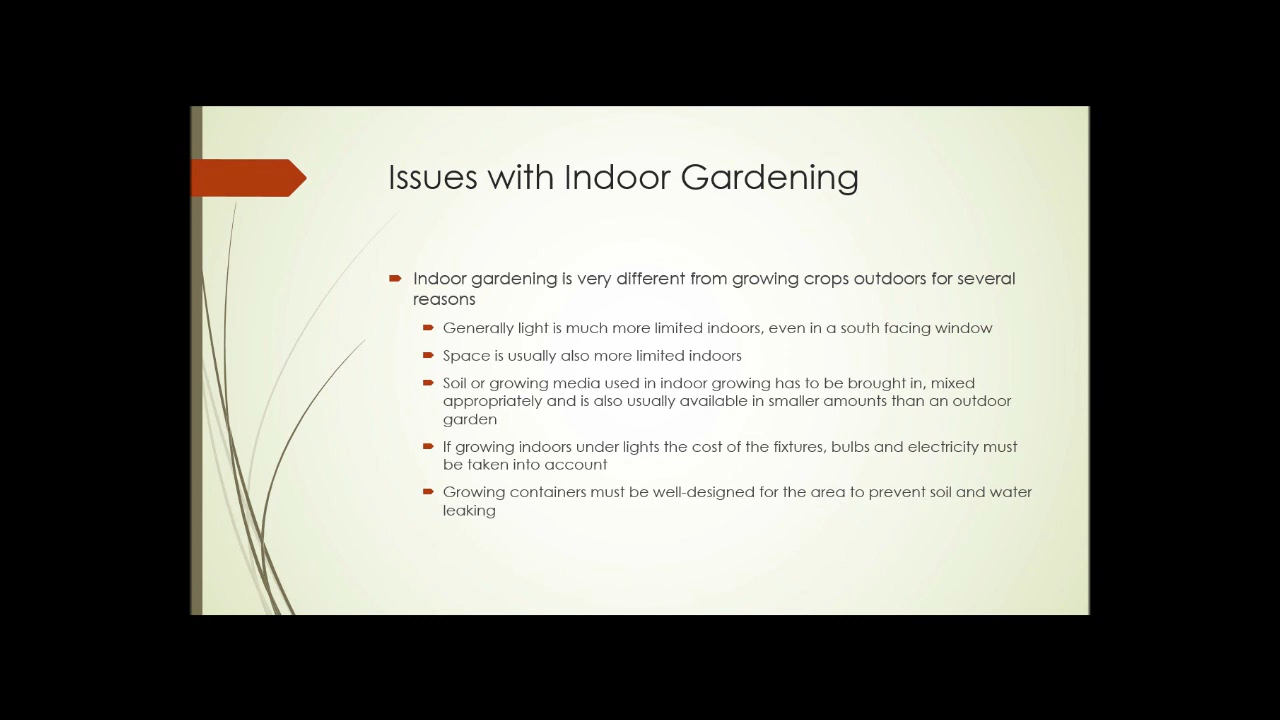 Issues with Indoor Gardening
Indoor gardening is very different from growing crops outdoors for several
reasons
Generally light is much more limited indoors, even in a south facing window
Space is usually also more limited indoors
Soil or growing media used in indoor growing has to be brought in, mixed
appropriately and is also usually available in smaller amounts than an outdoor
garden
If growing indoors under lights the cost of the fixtures, bulbs and electricity must
be taken into account
Growing containers must be well-designed for the area to prevent soil and water
leaking